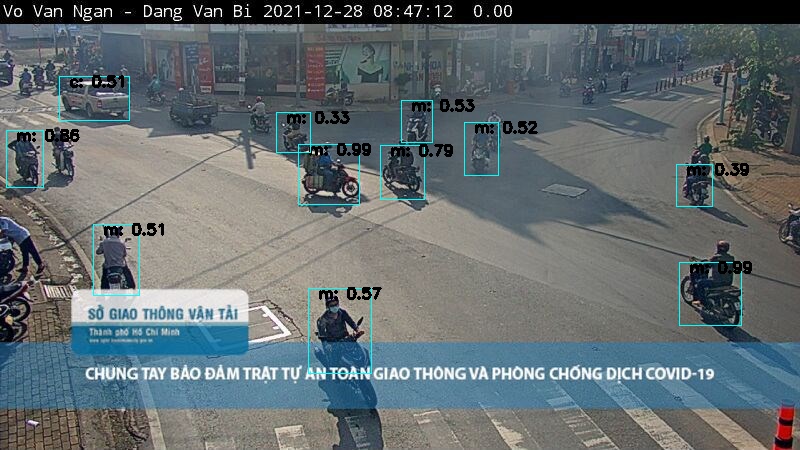 Vo Van Ngan - Dang Van Bi 2021-12-28 08:47:12 0.00
c: 0.51
m: 0.53
m: 0.33
m: 0.52
m: 0.86
m: 0.99
m: 0.79
m: 0.39
m: 0.51
m: 0.99
m: 0.57
SỞ GIAO THÔNG VẬN TẢI
Thành phố Hồ Chí Minh
CHUNG TAY BẢO ĐẢM TRẬT TỰ AN TOÀN GIAO THÔNG VÀ PHÒNG CHỐNG DỊCH COVID-19